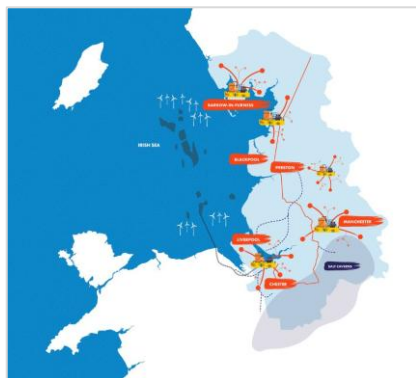 BARROW-IN-FURNESS
IRISH SEA
BLACKPOOL
PRESTON
MANCHESTER
LIVERPOOL
SALT CAVERNS
CHESTER